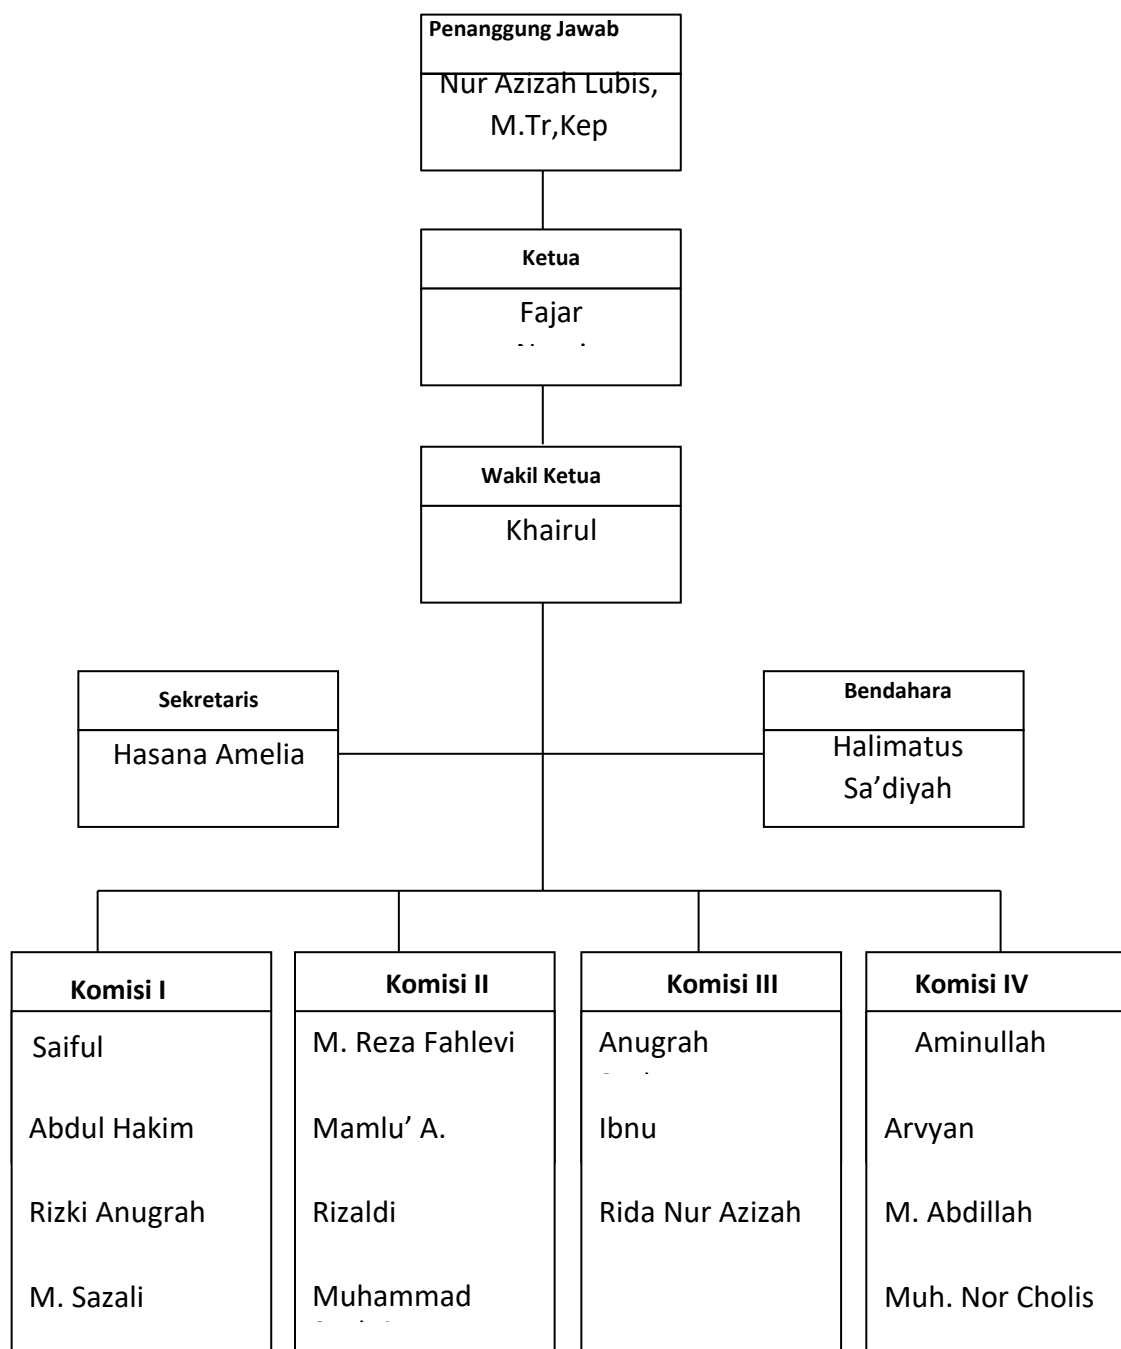 Penanggung Jawab
Nur Azizah Lubis,
M.Tr,Kep
Ketua
Fajar
Wakil Ketua
Khairul
Sekretaris
Hasana Amelia
Bendahara
Halimatus
Sa’diyah
Komisi I
Saiful
Abdul Hakim
Rizki Anugrah
M. Sazali
Komisi II
M. Reza Fahlevi
Mamlu’ A.
Rizaldi
Muhammad
Komisi III
Anugrah
Ibnu
Rida Nur Azizah
Komisi IV
Aminullah
Arvyan
M. Abdillah
Muh. Nor Cholis